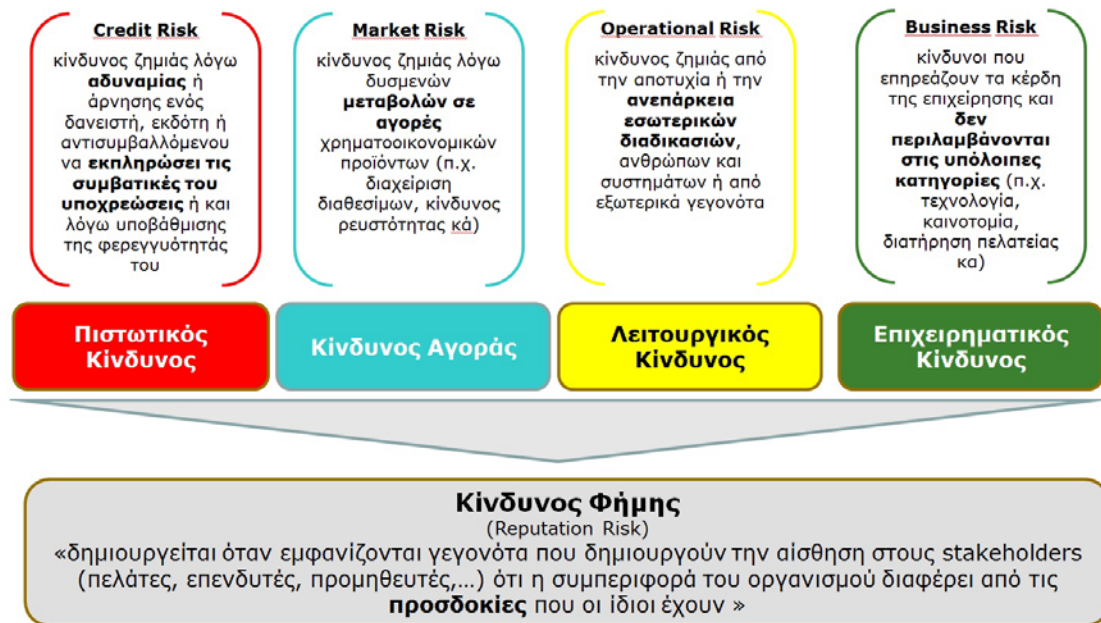 Credit Risk
κίνδυνος ζημιάς λόγω
αδυναμίας ή
άρνησης ενός
δανειστή, εκδότη ή
αντισυμβαλλόμενου
να εκπληρώσει τις
συμβατικές του
υποχρεώσεις ή και
λόγω υποβάθμισης
της φερεγγυότητάς
του
Market Risk
κίνδυνος ζημιάς λόγω
δυσμενών
μεταβολών σε
αγορές
χρηματοοικονομικών
προϊόντων (π.χ.
διαχείριση
διαθεσίμων, κίνδυνος
ρευστότητας κά)
Operational Risk
κίνδυνος ζημιάς από
την αποτυχία ή την
ανεπάρκεια
εσωτερικών
διαδικασιών,
ανθρώπων και
συστημάτων ή από
εξωτερικά γεγονότα
Business Risk
κίνδυνοι που
επηρεάζουν τα κέρδη
της επιχείρησης και
δεν
περιλαμβάνονται
στις υπόλοιπες
κατηγορίες (π.χ.
τεχνολογία,
καινοτομία,
διατήρηση πελατείας
κα)
Πιστωτικός
Κίνδυνος
Κίνδυνος Αγοράς
Λειτουργικός
Κίνδυνος
Επιχειρηματικός
Κίνδυνος
Κίνδυνος Φήμης
(Reputation Risk)
«δημιουργείται όταν εμφανίζονται γεγονότα που δημιουργούν την αίσθηση στους stakeholders
(πελάτες, επενδυτές, προμηθευτές,...) ότι η συμπεριφορά του οργανισμού διαφέρει από τις
προσδοκίες που οι ίδιοι έχουν »